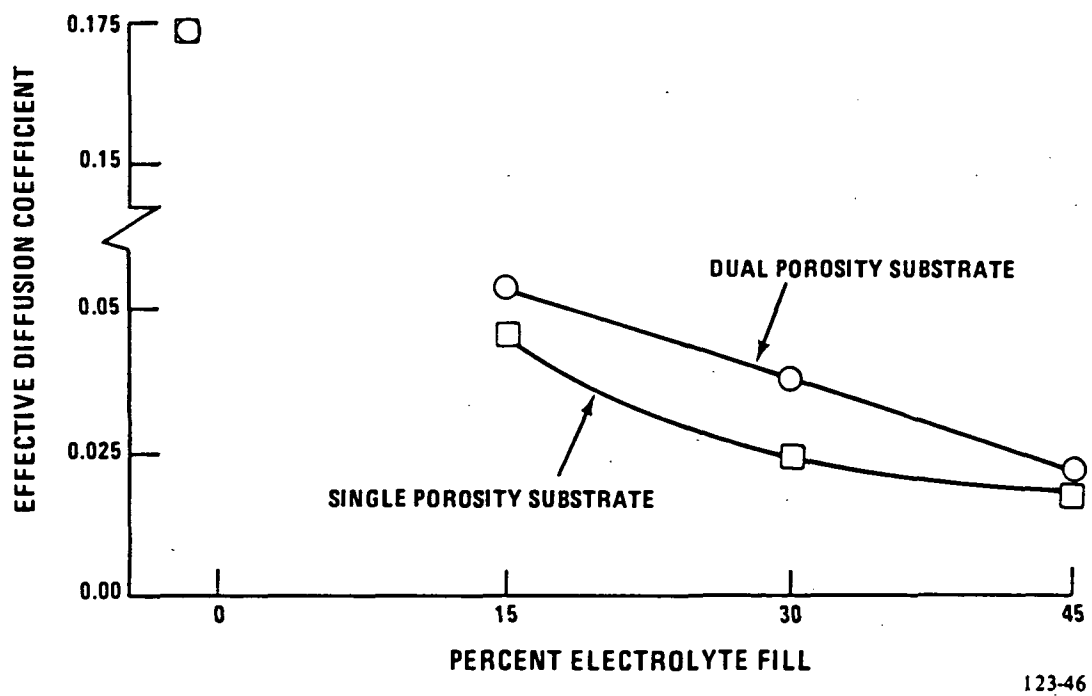 EFFECTIVE DIFFUSION COEFFICIENT
0.175
0.15
0.05
0.025
0.00
DUAL POROSITY SUBSTRATE
SINGLE POROSITY SUBSTRATE
0 15 30 45
PERCENT ELECTROLYTE FILL
123-46